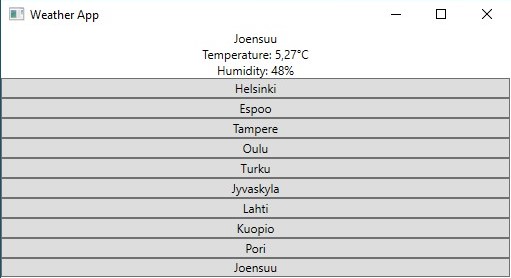 Weather App
Joensuu
Temperature: 5,27°C
Humidity: 48%
Helsinki
Espoo
Tampere
Oulu
Turku
Jyvaskyla
Lahti
Kuopio
Pori
Joensuu